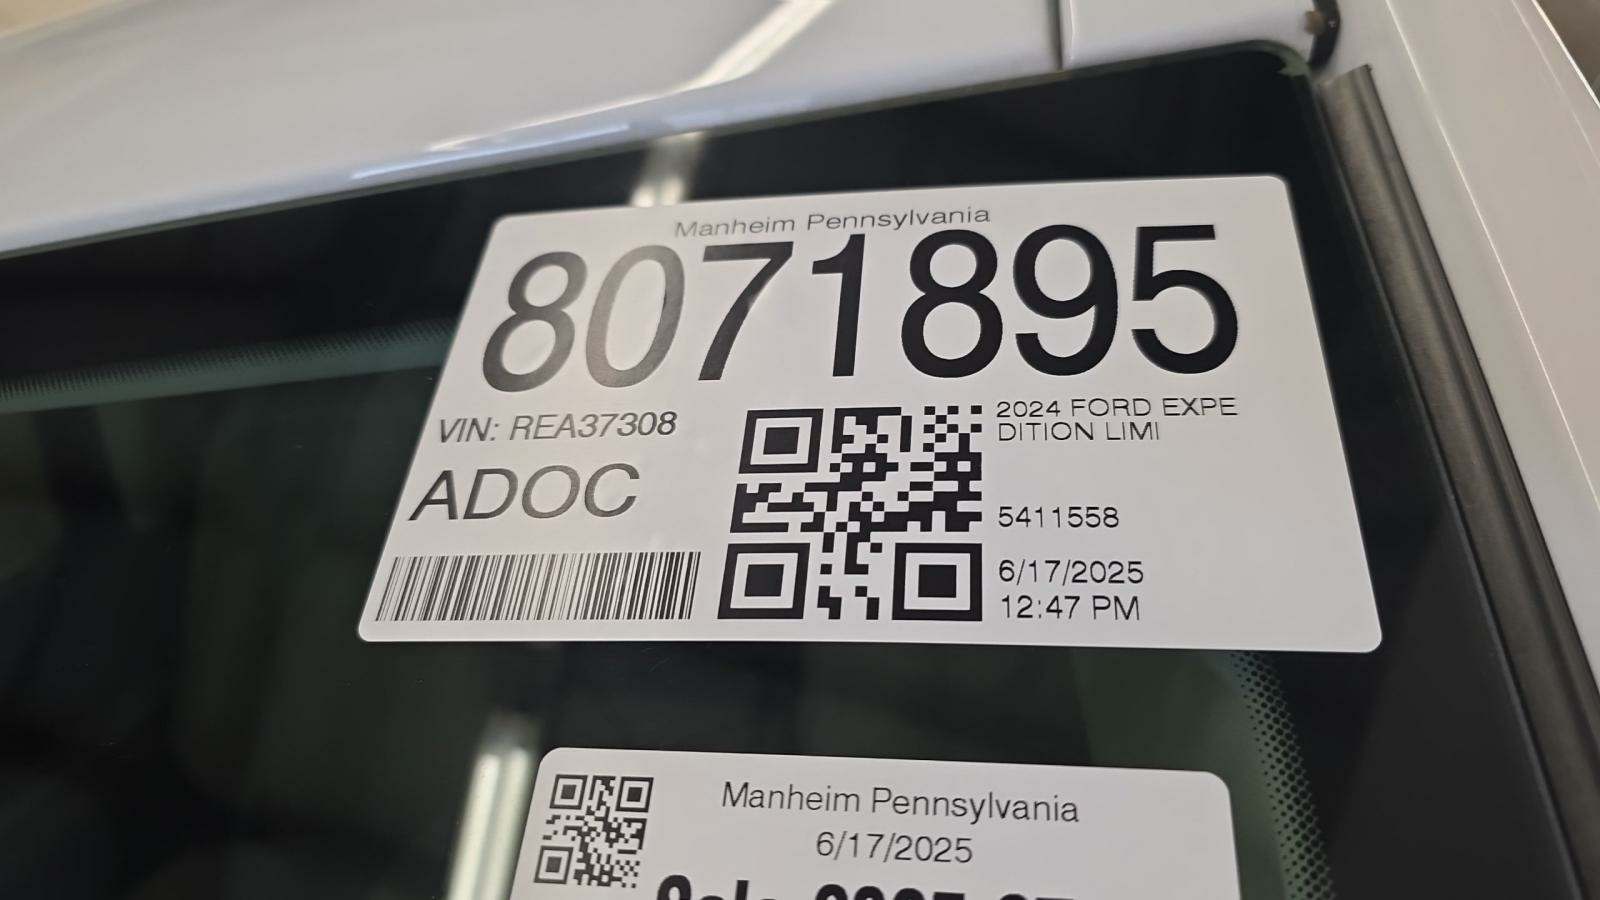 Manheim Pennsylvania
8071895
VIN: REA37308
ADOC
2024 FORD EXPE
DITION LIMI
5411558
6/17/2025
12:47 PM
Manheim Pennsylvania
6/17/2025